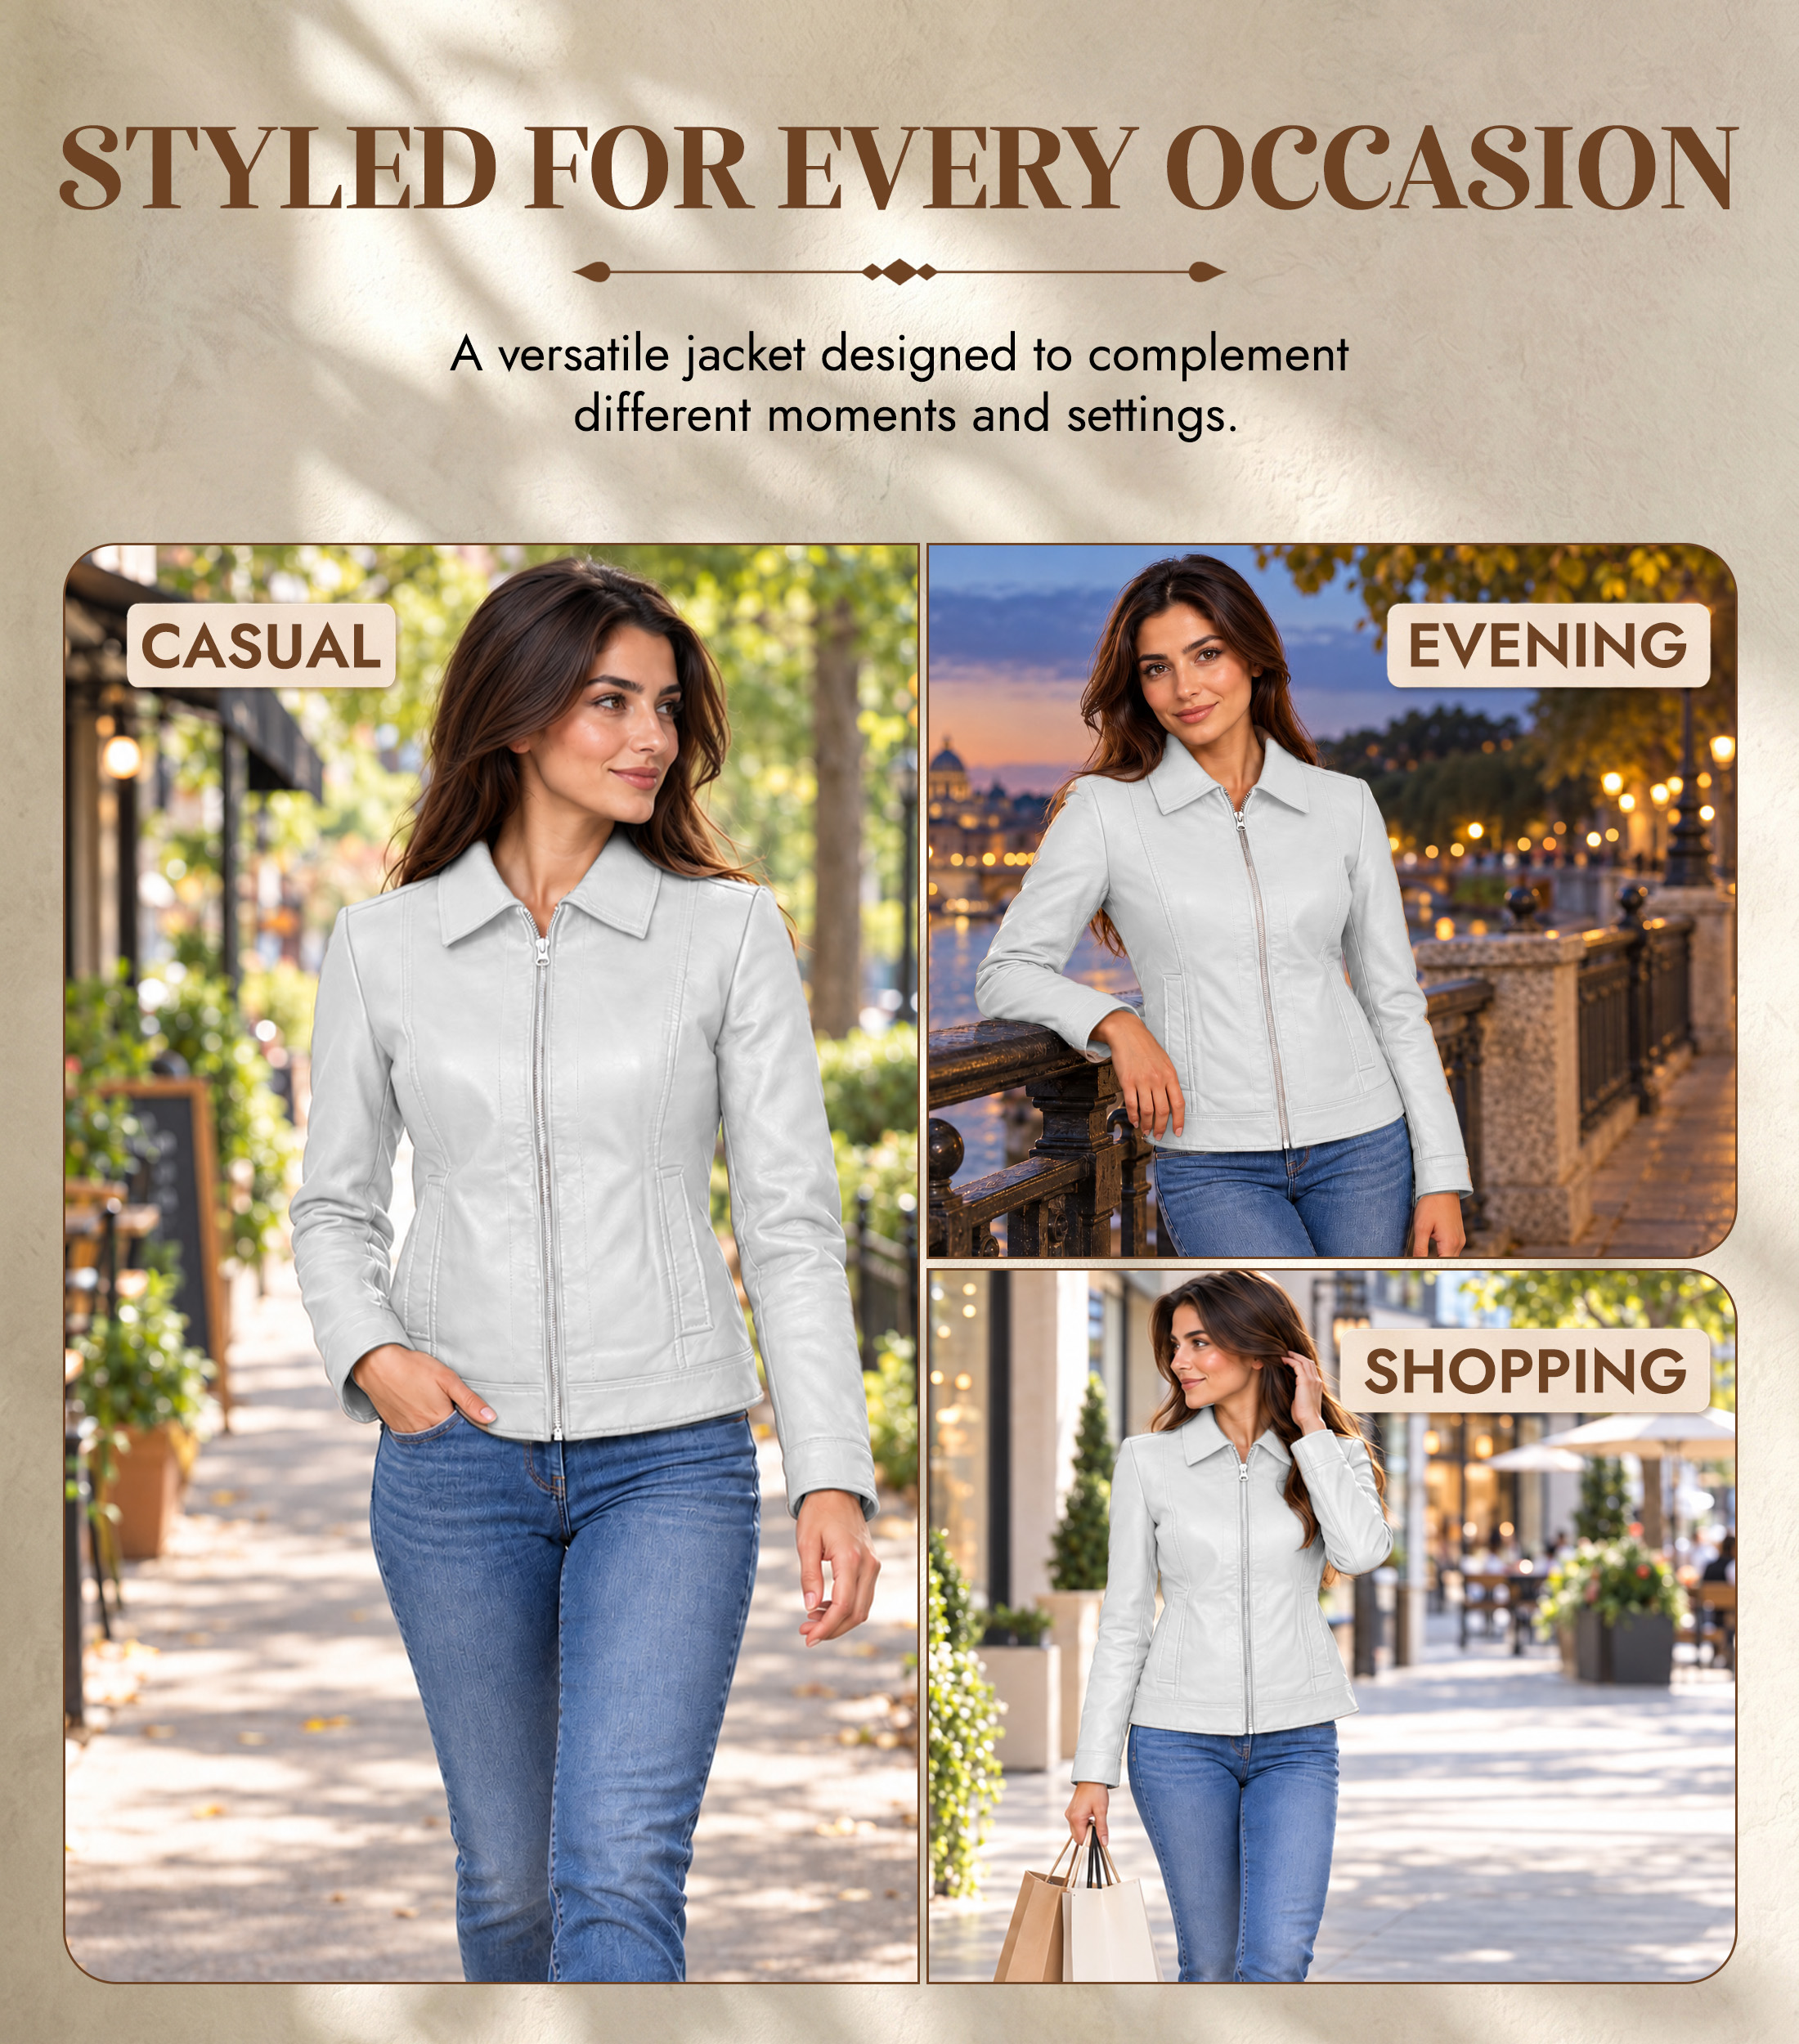 STYLED FOR EVERY OCCASION
A versatile jacket designed to complement
different moments and settings.
CASUAL
EVENING
SHOPPING